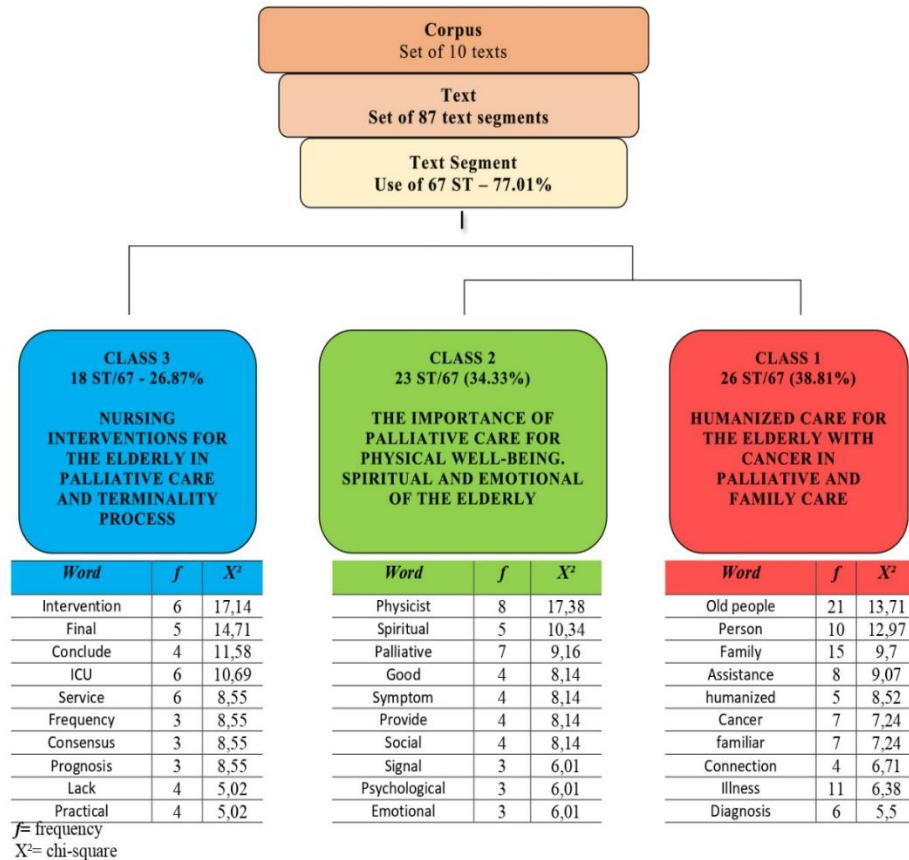 Corpus
Set of 10 texts
Text
Set of 87 text segments
Text Segment
Use of 67 ST – 77.01%
CLASS 3
18 ST/67 - 26.87%
NURSING
INTERVENTIONS FOR
THE ELDERLY IN
PALLIATIVE CARE
AND TERMINALITY
PROCESS
Word f X²
Intervention 6 17,14
Final 5 14,71
Conclude 4 11,58
ICU 6 10,69
Service 6 8,55
Frequency 3 8,55
Consensus 3 8,55
Prognosis 3 8,55
Lack 4 5,02
Practical 4 5,02
CLASS 2
23 ST/67 (34.33%)
THE IMPORTANCE OF
PALLIATIVE CARE FOR
PHYSICAL WELL-BEING.
SPIRITUAL AND EMOTIONAL
OF THE ELDERLY
Word f X²
Physicist 8 17,38
Spiritual 5 10,34
Palliative 7 9,16
Good 4 8,14
Symptom 4 8,14
Provide 4 8,14
Social 4 8,14
Signal 3 6,01
Psychological 3 6,01
Emotional 3 6,01
CLASS 1
26 ST/67 (38.81%)
HUMANIZED CARE FOR
THE ELDERLY WITH
CANCER IN
PALLIATIVE AND
FAMILY CARE
Word f X²
Old people 21 13,71
Person 10 12,97
Family 15 9,7
Assistance 8 9,07
humanized 5 8,52
Cancer 7 7,24
familiar 7 7,24
Connection 4 6,71
Illness 11 6,38
Diagnosis 6 5,5
f= frequency
X²= chi-square